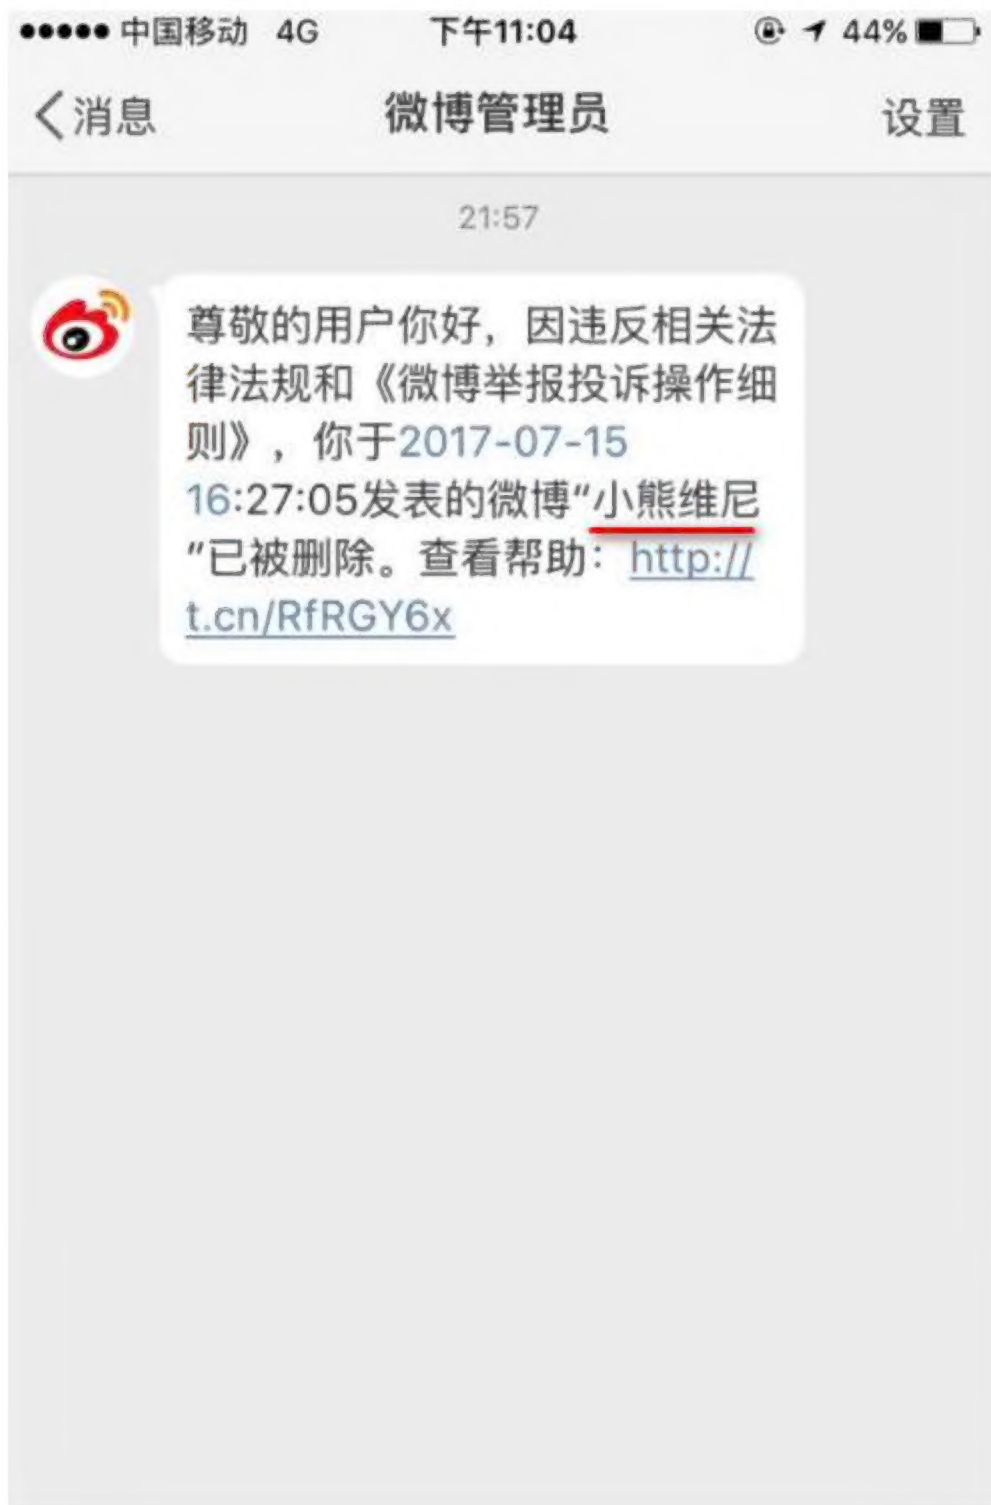 中国移动 4G 下午11:04 44%
消息 微博管理员 设置
21:57
尊敬的用户你好，因违反相关法
律法规和《微博举报投诉操作细
则》，你于2017-07-15
16:27:05发表的微博“小熊维尼
”已被删除。查看帮助：http://
t.cn/RfRGY6x